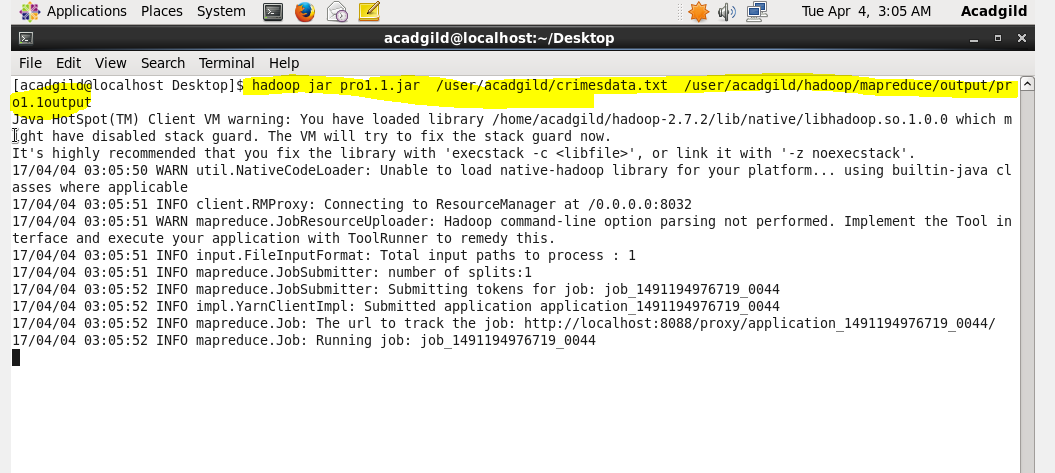 Applications Places System Tue Apr 4, 3:05 AM Acadgild
acadgild@localhost:~/Desktop
File Edit View Search Terminal Help
[acadgild@localhost Desktop]$ hadoop jar pro1.1.jar  /user/acadgild/crimesdata.txt  /user/acadgild/hadoop/mapreduce/output/pr
o1.1output
Java HotSpot(TM) Client VM warning: You have loaded library /home/acadgild/hadoop-2.7.2/lib/native/libhadoop.so.1.0.0 which m
ight have disabled stack guard. The VM will try to fix the stack guard now.
It's highly recommended that you fix the library with 'execstack -c <libfile>', or link it with '-z noexecstack'.
17/04/04 03:05:50 WARN util.NativeCodeLoader: Unable to load native-hadoop library for your platform... using builtin-java cl
asses where applicable
17/04/04 03:05:51 INFO client.RMProxy: Connecting to ResourceManager at /0.0.0.0:8032
17/04/04 03:05:51 WARN mapreduce.JobResourceUploader: Hadoop command-line option parsing not performed. Implement the Tool in
terface and execute your application with ToolRunner to remedy this.
17/04/04 03:05:51 INFO input.FileInputFormat: Total input paths to process : 1
17/04/04 03:05:51 INFO mapreduce.JobSubmitter: number of splits:1
17/04/04 03:05:52 INFO mapreduce.JobSubmitter: Submitting tokens for job: job_1491194976719_0044
17/04/04 03:05:52 INFO impl.YarnClientImpl: Submitted application application_1491194976719_0044
17/04/04 03:05:52 INFO mapreduce.Job: The url to track the job: http://localhost:8088/proxy/application_1491194976719_0044/
17/04/04 03:05:52 INFO mapreduce.Job: Running job: job_1491194976719_0044